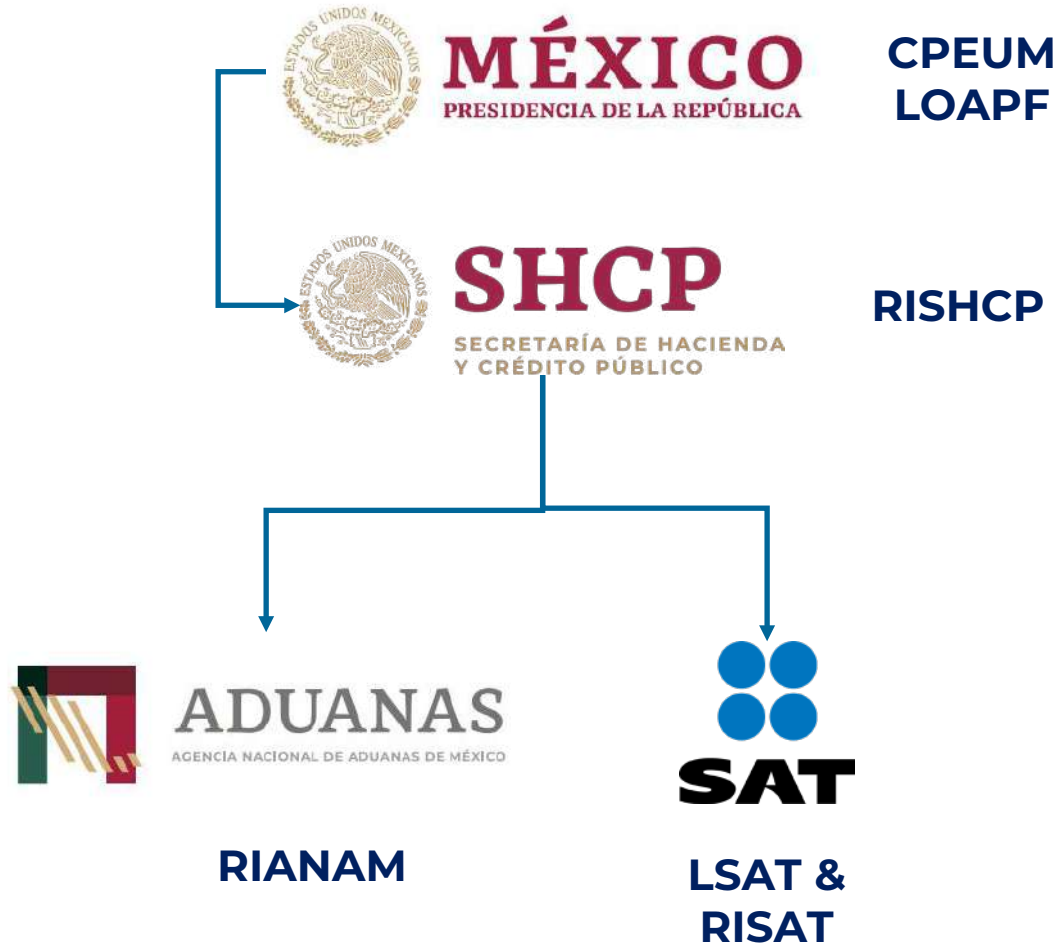 ESTADOS UNIDOS MEXICANOS
MÉXICO
PRESIDENCIA DE LA REPÚBLICA
CPEUM
LOAPF
ESTADOS UNIDOS MEXICANOS
SHCP
SECRETARÍA DE HACIENDA
Y CRÉDITO PÚBLICO
RISHCP
ADUANAS
AGENCIA NACIONAL DE ADUANAS DE MÉXICO
SAT
RIANAM
LSAT &
RISAT